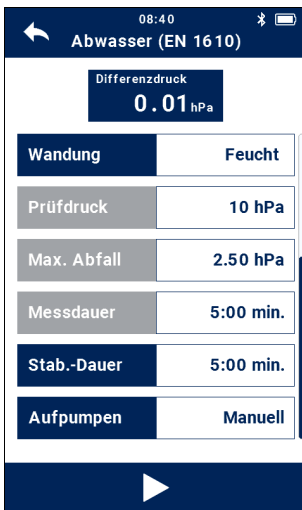 08:40
Abwasser (EN 1610)
Differenzdruck
0.01 hPa
Wandung Feucht
Prüfdruck 10 hPa
Max. Abfall 2.50 hPa
Messdauer 5:00 min.
Stab.-Dauer 5:00 min.
Aufpumpen Manuell